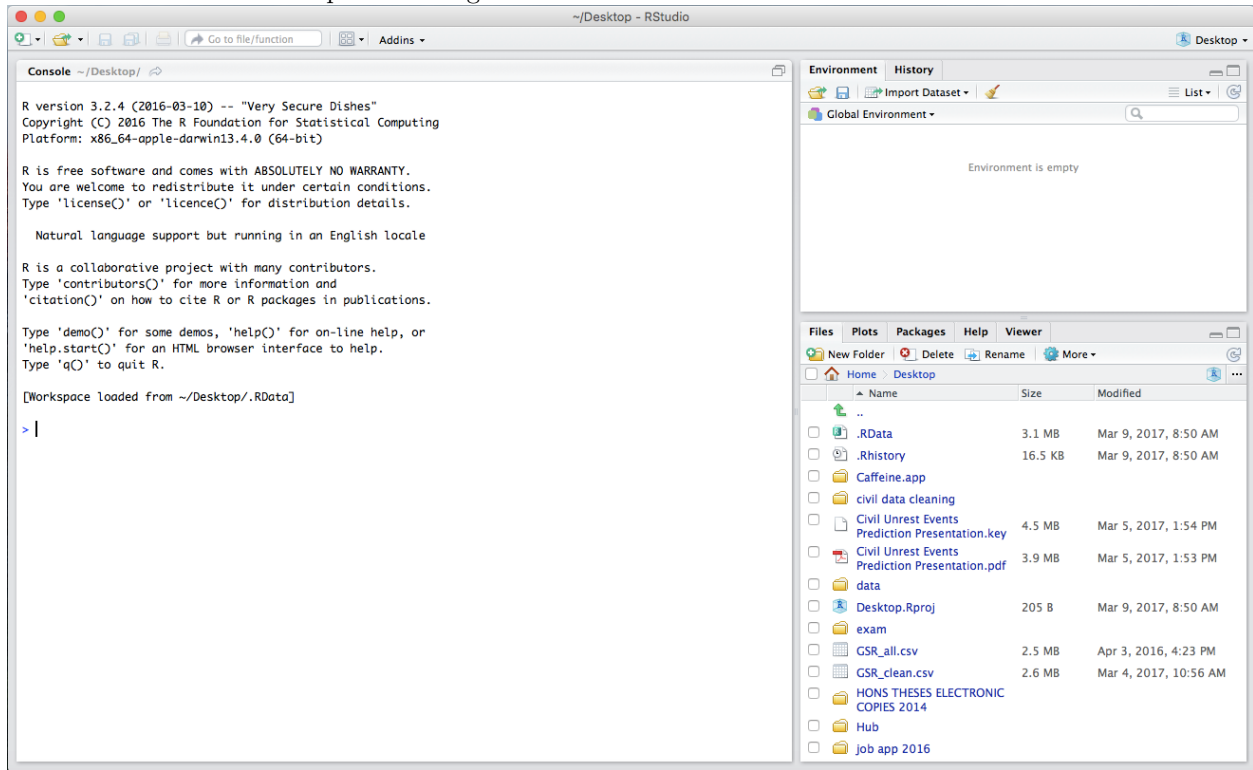 ~/Desktop - RStudio
Go to file/function
Addins
Desktop
Console ~/Desktop/
R version 3.2.4 (2016-03-10) -- "Very Secure Dishes"
Copyright (C) 2016 The R Foundation for Statistical Computing
Platform: x86_64-apple-darwin13.4.0 (64-bit)
R is free software and comes with ABSOLUTELY NO WARRANTY.
You are welcome to redistribute it under certain conditions.
Type 'license()' or 'licence()' for distribution details.
Natural language support but running in an English locale
R is a collaborative project with many contributors.
Type 'contributors()' for more information and
'citation()' on how to cite R or R packages in publications.
Type 'demo()' for some demos, 'help()' for on-line help, or
'help.start()' for an HTML browser interface to help.
Type 'q()' to quit R.
[Workspace loaded from ~/Desktop/.RData]
>
Environment History
Import Dataset List
Global Environment
Environment is empty
Files Plots Packages Help Viewer
New Folder Delete Rename More
Home Desktop
Name Size Modified
..
.RData 3.1 MB Mar 9, 2017, 8:50 AM
.Rhistory 16.5 KB Mar 9, 2017, 8:50 AM
Caffeine.app
civil data cleaning
Civil Unrest Events
Prediction Presentation.key 4.5 MB Mar 5, 2017, 1:54 PM
Civil Unrest Events
Prediction Presentation.pdf 3.9 MB Mar 5, 2017, 1:53 PM
data
Desktop.Rproj 205 B Mar 9, 2017, 8:50 AM
exam
GSR_all.csv 2.5 MB Apr 3, 2016, 4:23 PM
GSR_clean.csv 2.6 MB Mar 4, 2017, 10:56 AM
HONS THESES ELECTRONIC
COPIES 2014
Hub
job app 2016